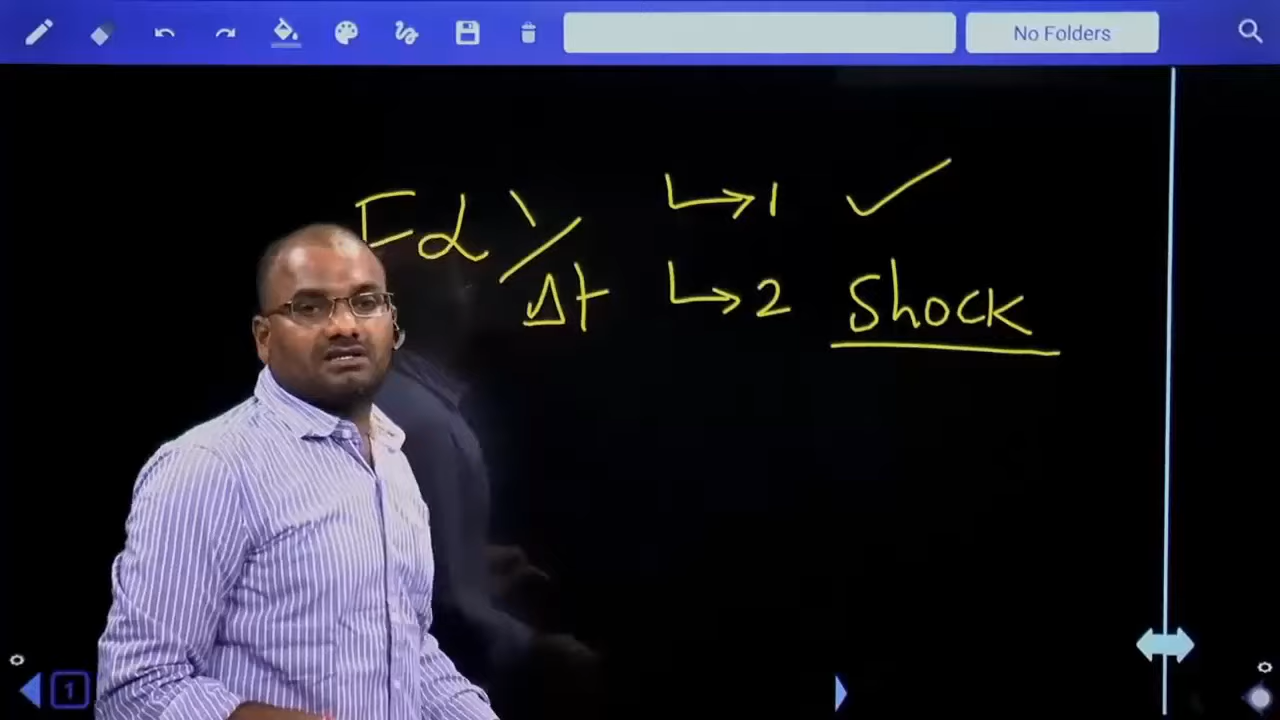 No Folders
F α 1/Δt
↳ 1 ✓
↳ 2 Shock
1